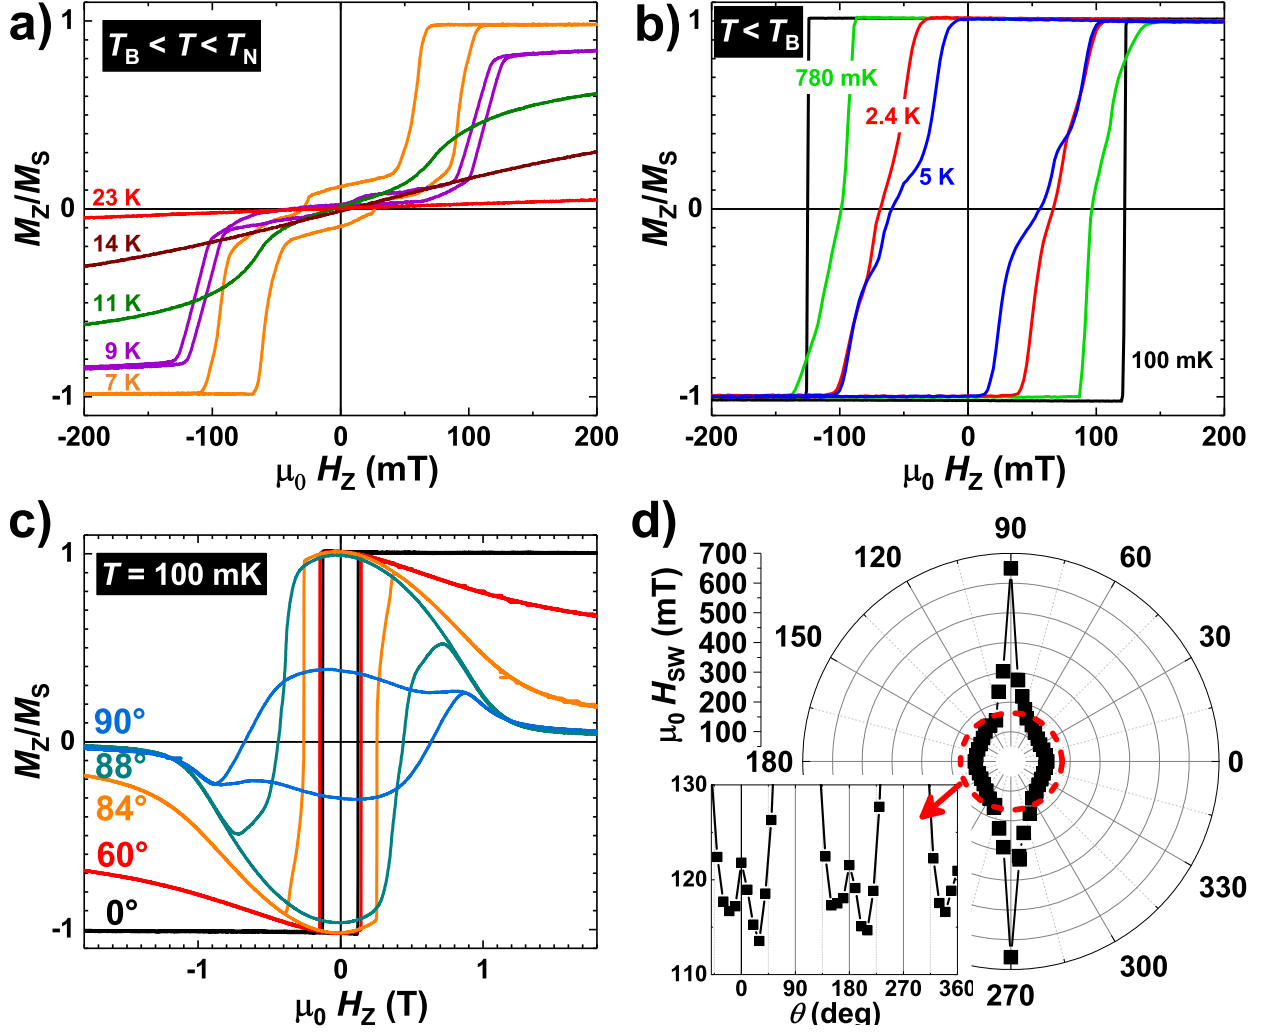 a)
T_B < T < T_N
1
0
-1
M_Z/M_S
23 K
14 K
11 K
9 K
7 K
-200 -100 0 100 200
μ₀ H_Z (mT)
b)
T < T_B
1
0
-1
M_Z/M_S
780 mK
2.4 K
5 K
100 mK
-200 -100 0 100 200
μ₀ H_Z (mT)
c)
T = 100 mK
1
0
-1
M_Z/M_S
90°
88°
84°
60°
0°
-1 0 1
μ₀ H_Z (T)
d)
90
120 60
150 30
180 0
330
300
270
700
600
500
400
300
200
100
μ₀ H_SW (mT)
130
120
110
0 90 180 270 360
θ (deg)